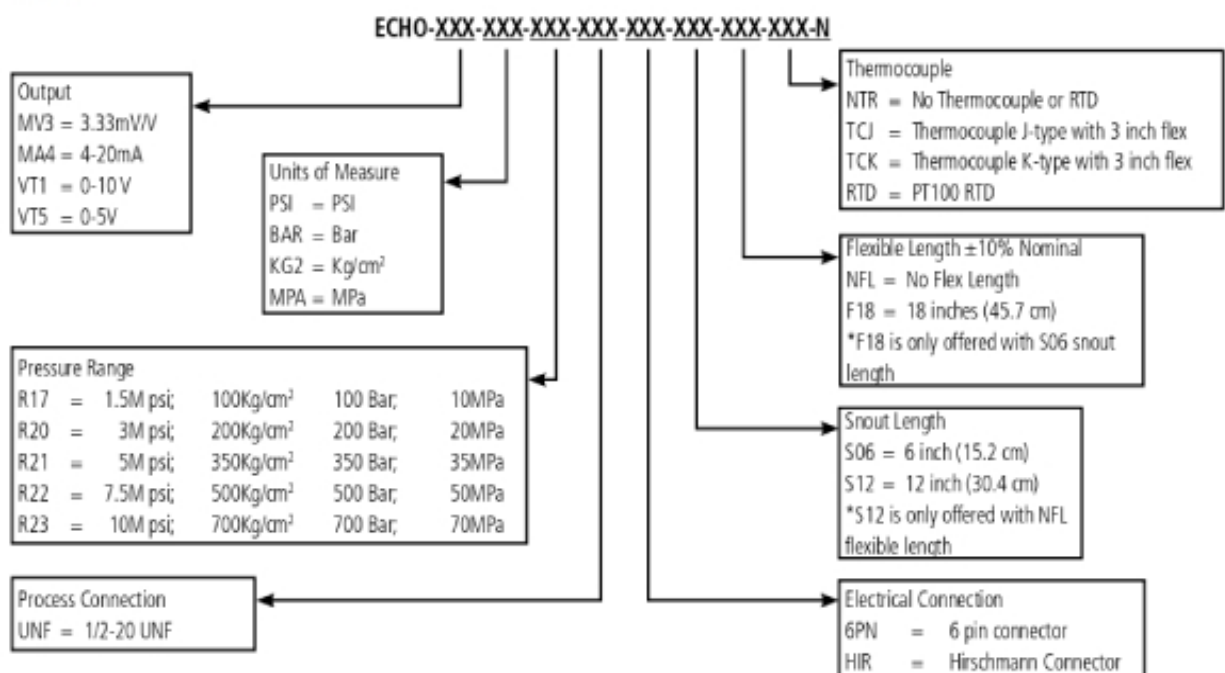 ECHO-XXX-XXX-XXX-XXX-XXX-XXX-XXX-XXX-N
Output
MV3 = 3.33mV/V
MA4 = 4-20mA
VT1 = 0-10 V
VT5 = 0-5V
Units of Measure
PSI = PSI
BAR = Bar
KG2 = Kg/cm²
MPA = MPa
Pressure Range
R17 = 1.5M psi; 100Kg/cm² 100 Bar; 10MPa
R20 = 3M psi; 200Kg/cm² 200 Bar; 20MPa
R21 = 5M psi; 350Kg/cm² 350 Bar; 35MPa
R22 = 7.5M psi; 500Kg/cm² 500 Bar; 50MPa
R23 = 10M psi; 700Kg/cm² 700 Bar; 70MPa
Process Connection
UNF = 1/2-20 UNF
Thermocouple
NTR = No Thermocouple or RTD
TCJ = Thermocouple J-type with 3 inch flex
TCK = Thermocouple K-type with 3 inch flex
RTD = PT100 RTD
Flexible Length ±10% Nominal
NFL = No Flex Length
F18 = 18 inches (45.7 cm)
*F18 is only offered with S06 snout
length
Snout Length
S06 = 6 inch (15.2 cm)
S12 = 12 inch (30.4 cm)
*S12 is only offered with NFL
flexible length
Electrical Connection
6PN = 6 pin connector
HIR = Hirschmann Connector